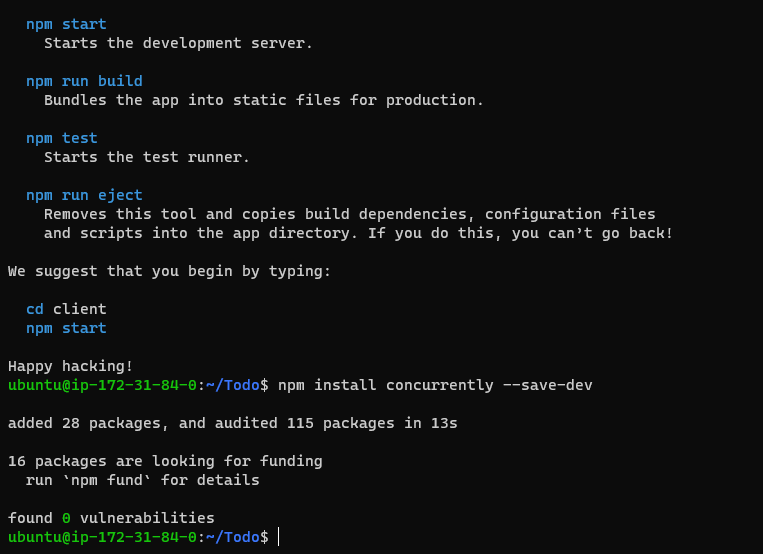 npm start
Starts the development server.
npm run build
Bundles the app into static files for production.
npm test
Starts the test runner.
npm run eject
Removes this tool and copies build dependencies, configuration files
and scripts into the app directory. If you do this, you can’t go back!
We suggest that you begin by typing:
cd client
npm start
Happy hacking!
ubuntu@ip-172-31-84-0:~/Todo$ npm install concurrently --save-dev
added 28 packages, and audited 115 packages in 13s
16 packages are looking for funding
run `npm fund` for details
found 0 vulnerabilities
ubuntu@ip-172-31-84-0:~/Todo$